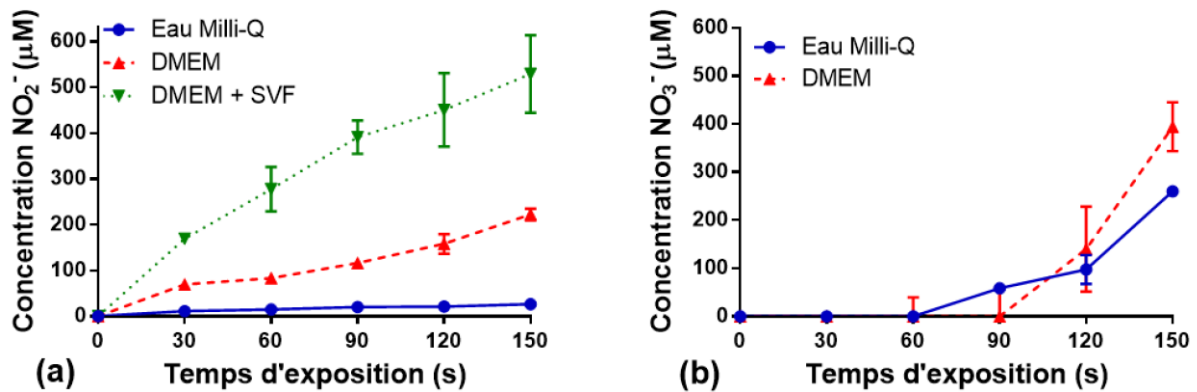 Concentration NO₂⁻ (µM)
600
500
400
300
200
100
0
Eau Milli-Q
DMEM
DMEM + SVF
0 30 60 90 120 150
Temps d'exposition (s)
(a)
Concentration NO₃⁻ (µM)
600
500
400
300
200
100
0
Eau Milli-Q
DMEM
0 30 60 90 120 150
Temps d'exposition (s)
(b)